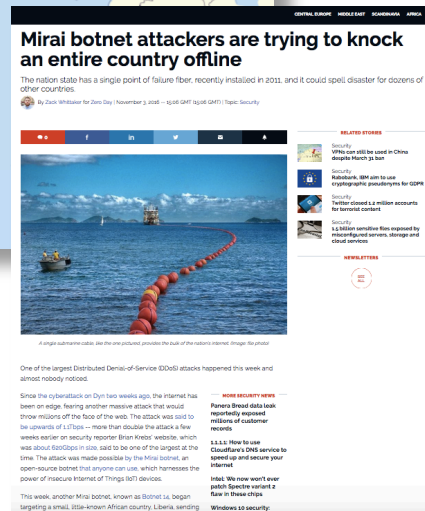 CENTRAL EUROPE MIDDLE EAST SCANDINAVIA AFRICA
Mirai botnet attackers are trying to knock
an entire country offline
The nation state has a single point of failure fiber, recently installed in 2011, and it could spell disaster for dozens of
other countries.
By Zack Whittaker for Zero Day | November 3, 2016 -- 15:06 GMT (15:06 GMT) | Topic: Security
0
RELATED STORIES
Security
VPNs can still be used in China
despite March 31 ban
Security
Rabobank, IBM aim to use
cryptographic pseudonyms for GDPR
Security
Twitter closed 1.2 million accounts
for terrorist content
Security
1.5 billion sensitive files exposed by
misconfigured servers, storage and
cloud services
NEWSLETTERS
SEE
ALL
A single submarine cable, like the one pictured, provides the bulk of the nation's internet. (Image: file photo)
One of the largest Distributed Denial-of-Service (DDoS) attacks happened this week and
almost nobody noticed.
Since the cyberattack on Dyn two weeks ago, the internet has
been on edge, fearing another massive attack that would
throw millions off the face of the web. The attack was said to
be upwards of 1.1Tbps -- more than double the attack a few
weeks earlier on security reporter Brian Krebs' website, which
was about 620Gbps in size, said to be one of the largest at the
time. The attack was made possible by the Mirai botnet, an
open-source botnet that anyone can use, which harnesses the
power of insecure Internet of Things (IoT) devices.
This week, another Mirai botnet, known as Botnet 14, began
targeting a small, little-known African country, Liberia, sending
MORE SECURITY NEWS
Panera Bread data leak
reportedly exposed
millions of customer
records
1.1.1.1: How to use
Cloudflare's DNS service to
speed up and secure your
internet
Intel: We now won't ever
patch Spectre variant 2
flaw in these chips
Windows 10 security: